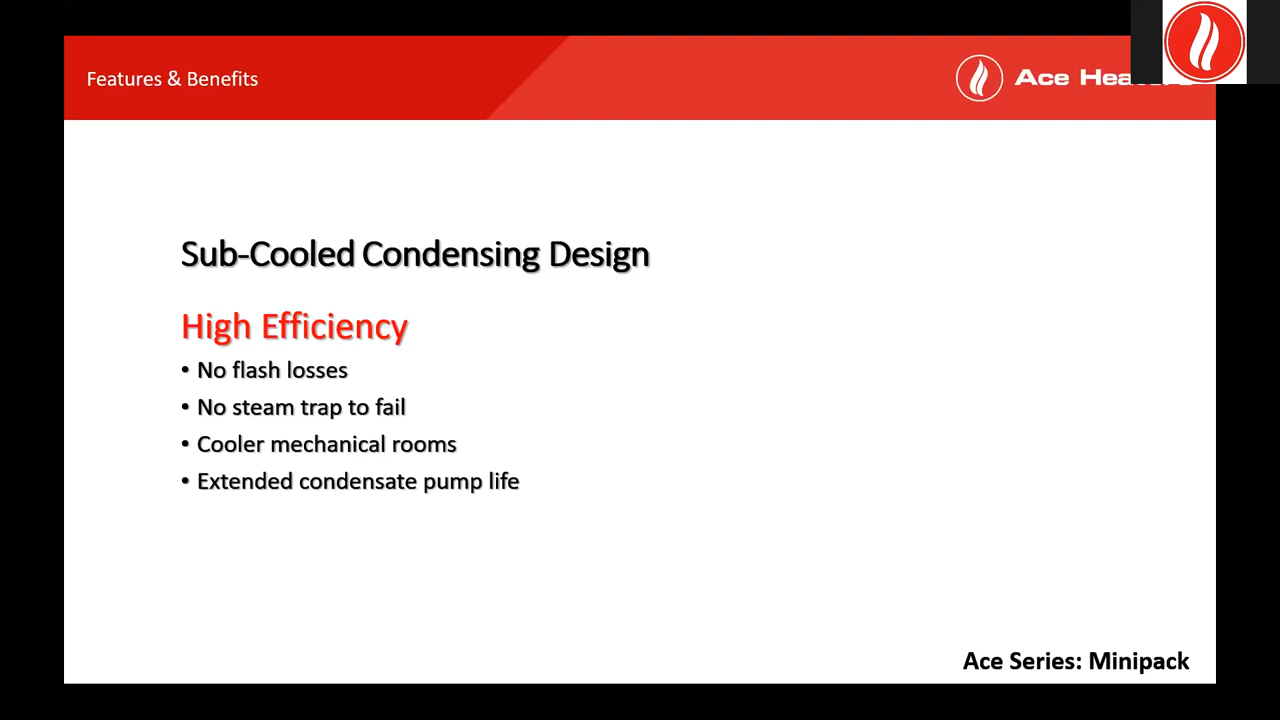 Features & Benefits
Ace
Sub-Cooled Condensing Design
High Efficiency
• No flash losses
• No steam trap to fail
• Cooler mechanical rooms
• Extended condensate pump life
Ace Series: Minipack